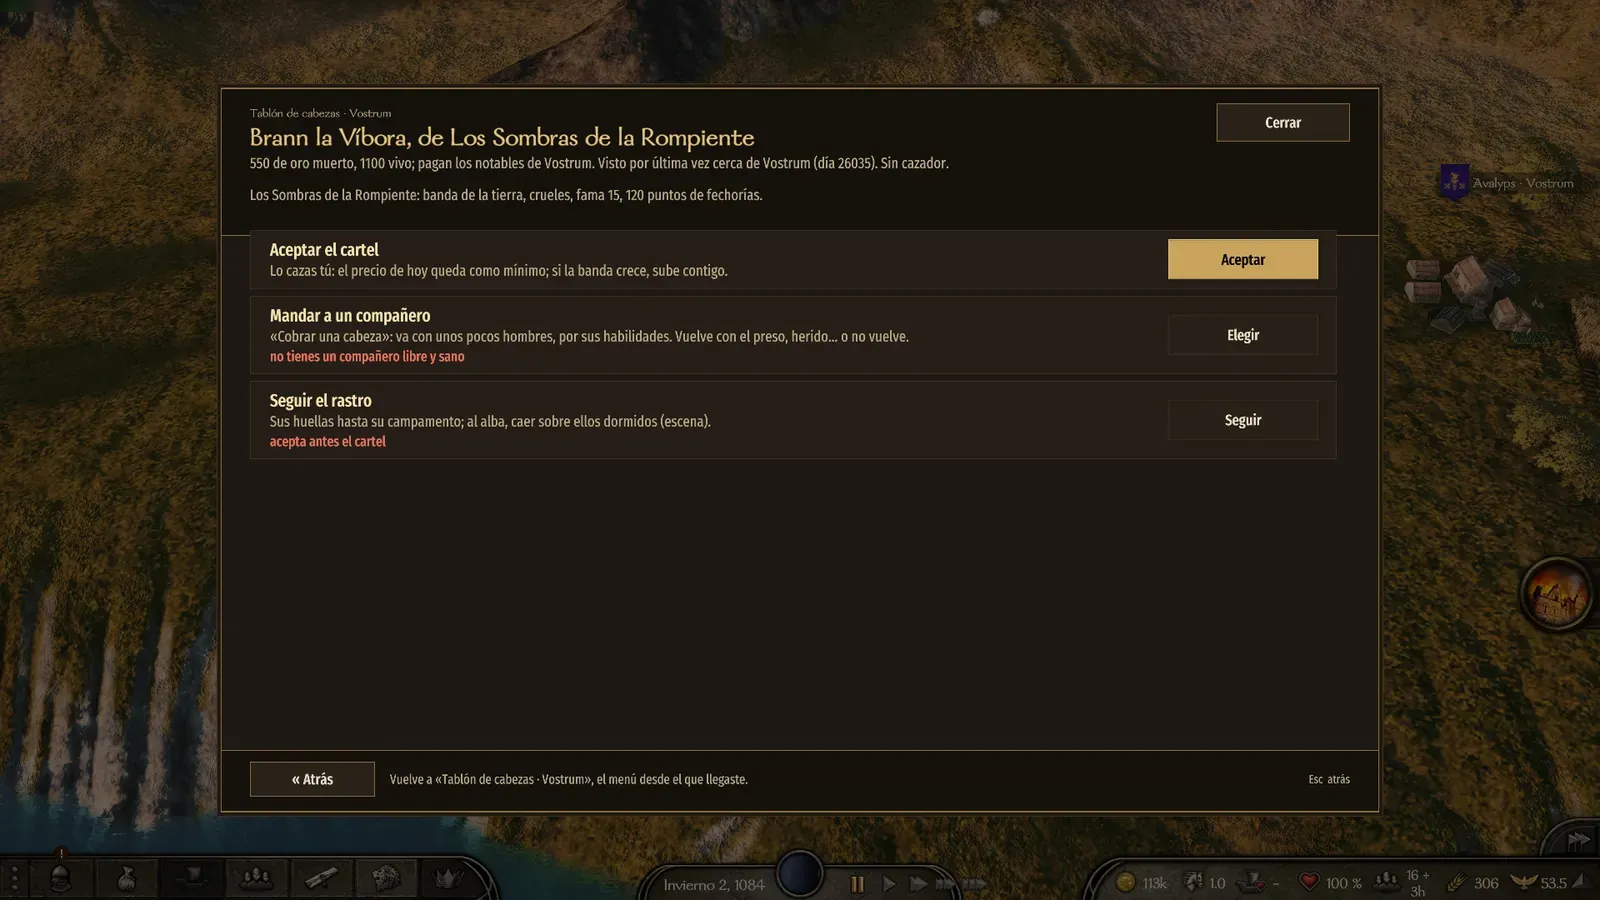 Tablón de cabezas · Vostrum
Brann la Víbora, de Los Sombras de la Rompiente
550 de oro muerto, 1100 vivo; pagan los notables de Vostrum. Visto por última vez cerca de Vostrum (día 26035). Sin cazador.
Los Sombras de la Rompiente: banda de la tierra, crueles, fama 15, 120 puntos de fechorías.
Cerrar
Avalyps · Vostrum
Aceptar el cartel
Lo cazas tú: el precio de hoy queda como mínimo; si la banda crece, sube contigo.
Aceptar
Mandar a un compañero
«Cobrar una cabeza»: va con unos pocos hombres, por sus habilidades. Vuelve con el preso, herido... o no vuelve.
no tienes un compañero libre y sano
Elegir
Seguir el rastro
Sus huellas hasta su campamento; al alba, caer sobre ellos dormidos (escena).
acepta antes el cartel
Seguir
« Atrás
Vuelve a «Tablón de cabezas · Vostrum», el menú desde el que llegaste.
Esc atrás
!
Invierno 2, 1084
113k
1.0
-
100 %
16 +
3h
306
53.5